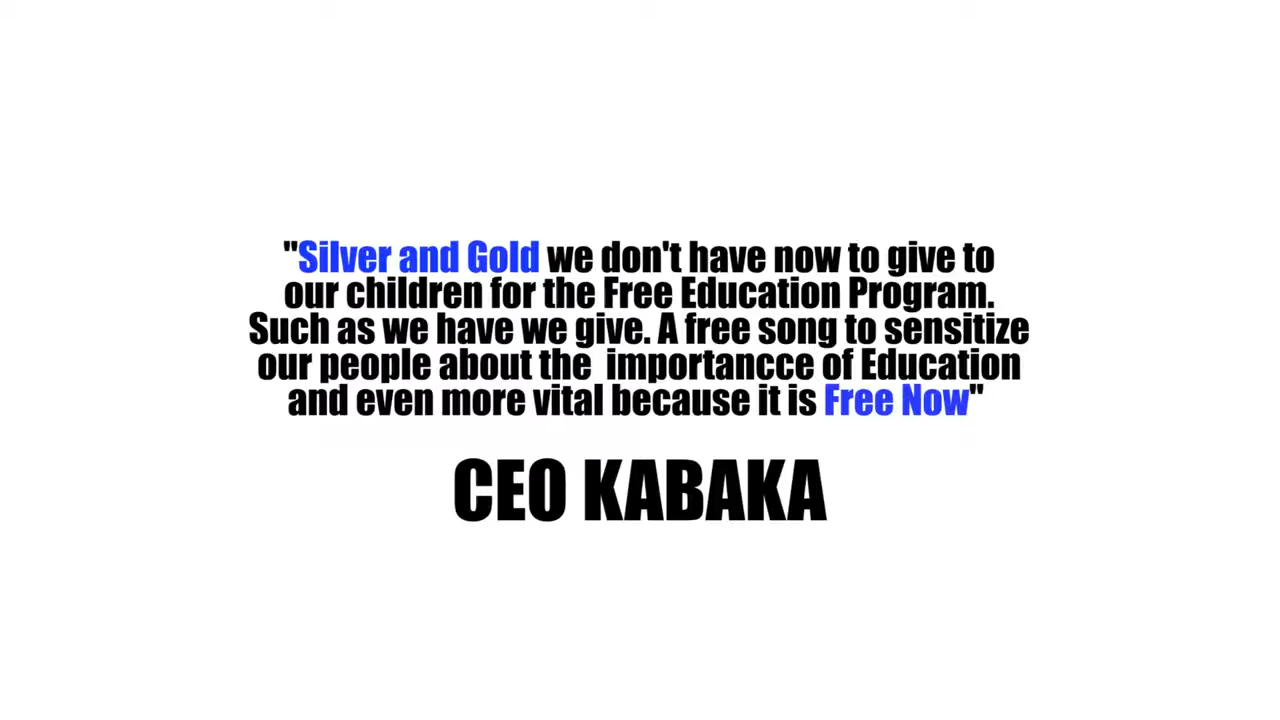 "Silver and Gold we don't have now to give to
our children for the Free Education Program.
Such as we have we give. A free song to sensitize
our people about the  importancce of Education
and even more vital because it is Free Now"
CEO KABAKA